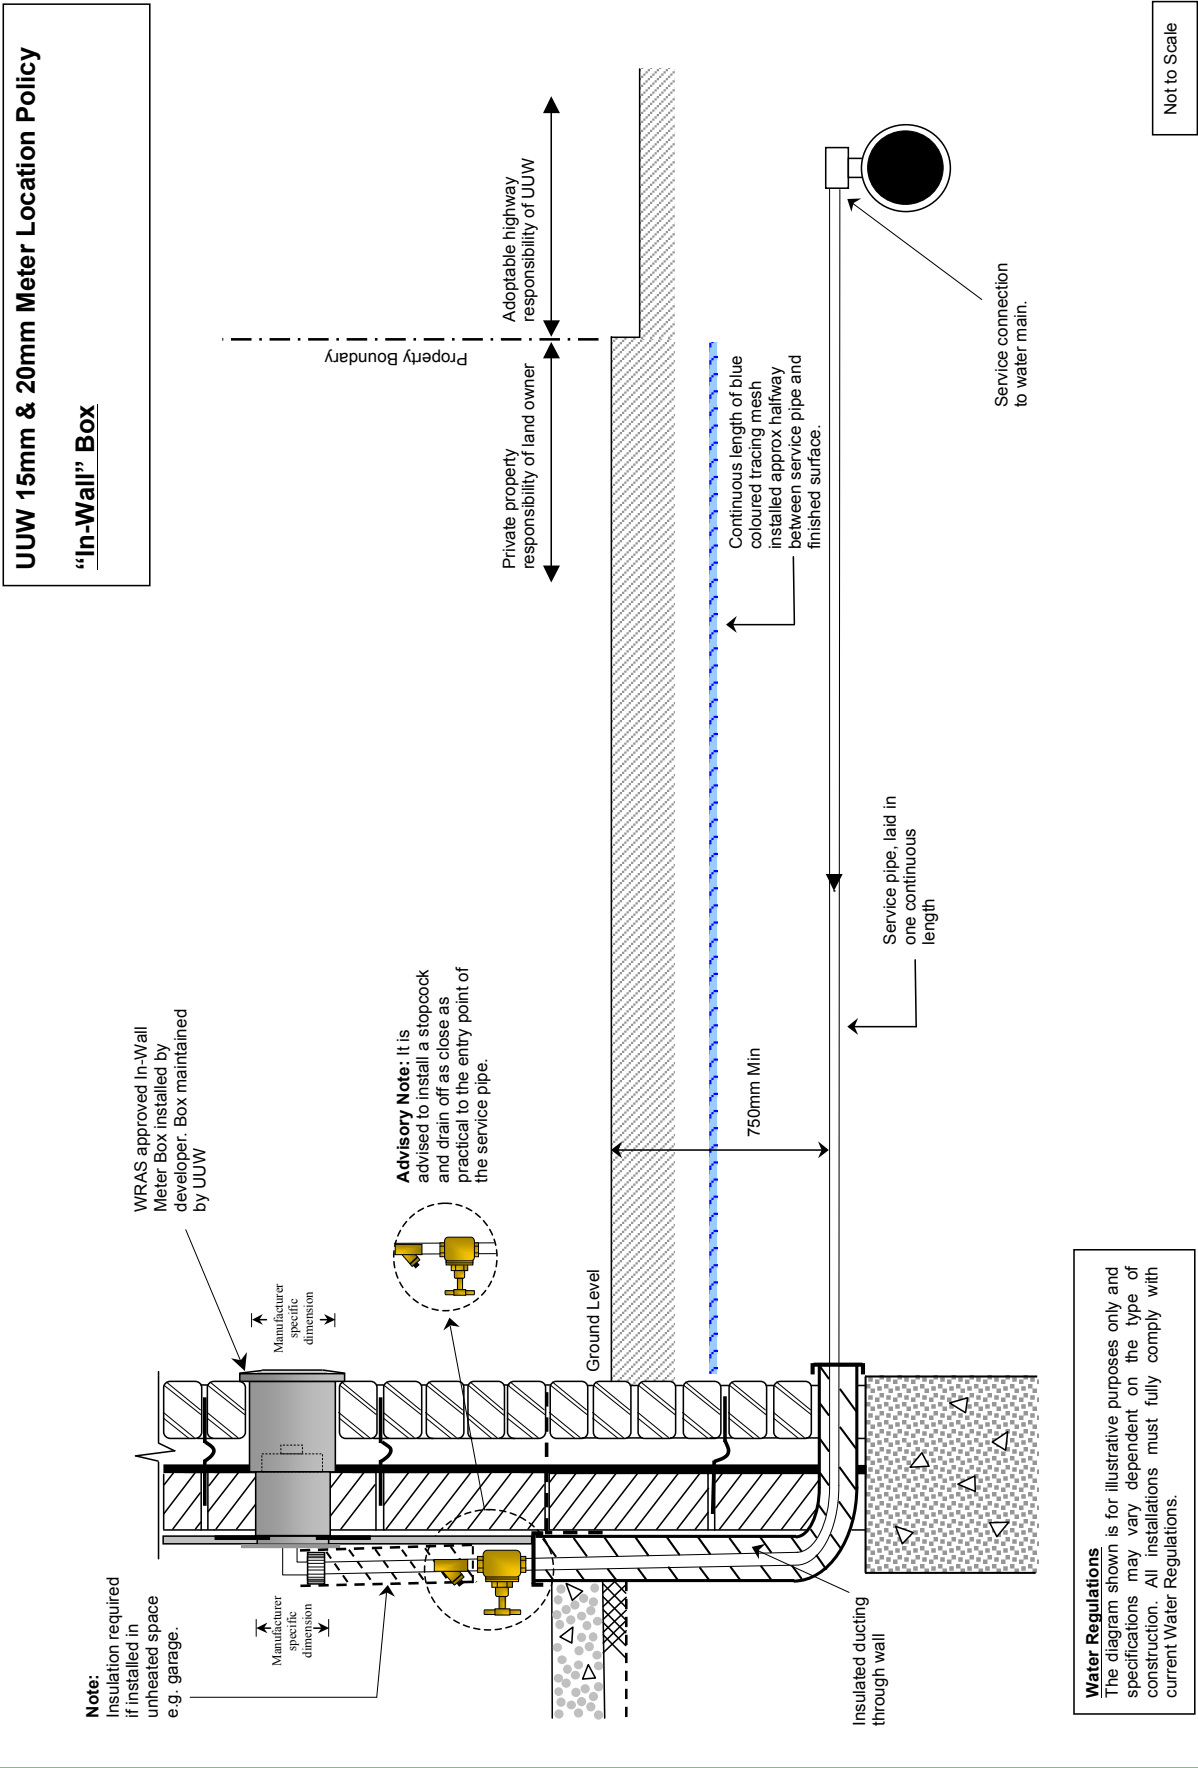 UUW 15mm & 20mm Meter Location Policy
“In-Wall” Box
Note:
Insulation required
if installed in
unheated space
e.g. garage.
WRAS approved In-Wall
Meter Box installed by
developer. Box maintained
by UUW
Manufacturer
specific
dimension
Manufacturer
specific
dimension
Advisory Note: It is
advised to install a stopcock
and drain off as close as
practical to the entry point of
the service pipe.
Property Boundary
Private property
responsibility of land owner
Adoptable highway
responsibility of UUW
Ground Level
Continuous length of blue
coloured tracing mesh
installed approx halfway
between service pipe and
finished surface.
750mm Min
Service pipe, laid in
one continuous
length
Service connection
to water main.
Insulated ducting
through wall
Water Regulations
The diagram shown is for illustrative purposes only and
specifications may vary dependent on the type of
construction. All installations must fully comply with
current Water Regulations.
Not to Scale